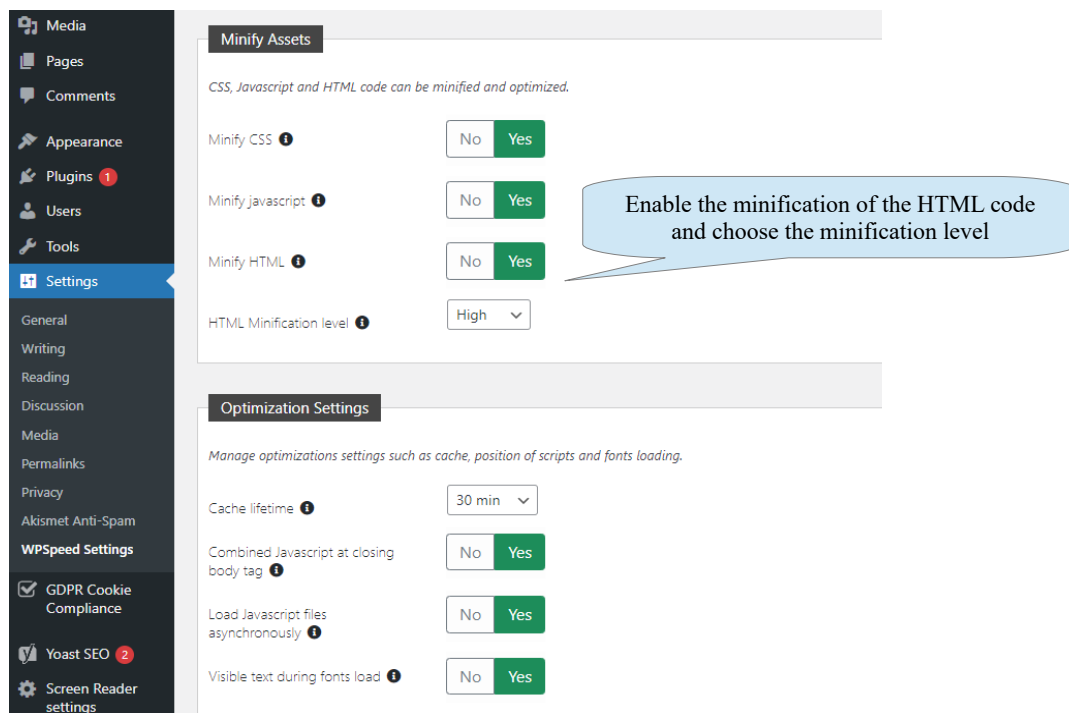 Media
Pages
Comments
Appearance
Plugins 1
Users
Tools
Settings
General
Writing
Reading
Discussion
Media
Permalinks
Privacy
Akismet Anti-Spam
WPSpeed Settings
GDPR Cookie
Compliance
Yoast SEO 2
Screen Reader
settings
Minify Assets
CSS, Javascript and HTML code can be minified and optimized.
Minify CSS No Yes
Minify javascript No Yes
Minify HTML No Yes
HTML Minification level High
Enable the minification of the HTML code
and choose the minification level
Optimization Settings
Manage optimizations settings such as cache, position of scripts and fonts loading.
Cache lifetime 30 min
Combined Javascript at closing
body tag No Yes
Load Javascript files
asynchronously No Yes
Visible text during fonts load No Yes